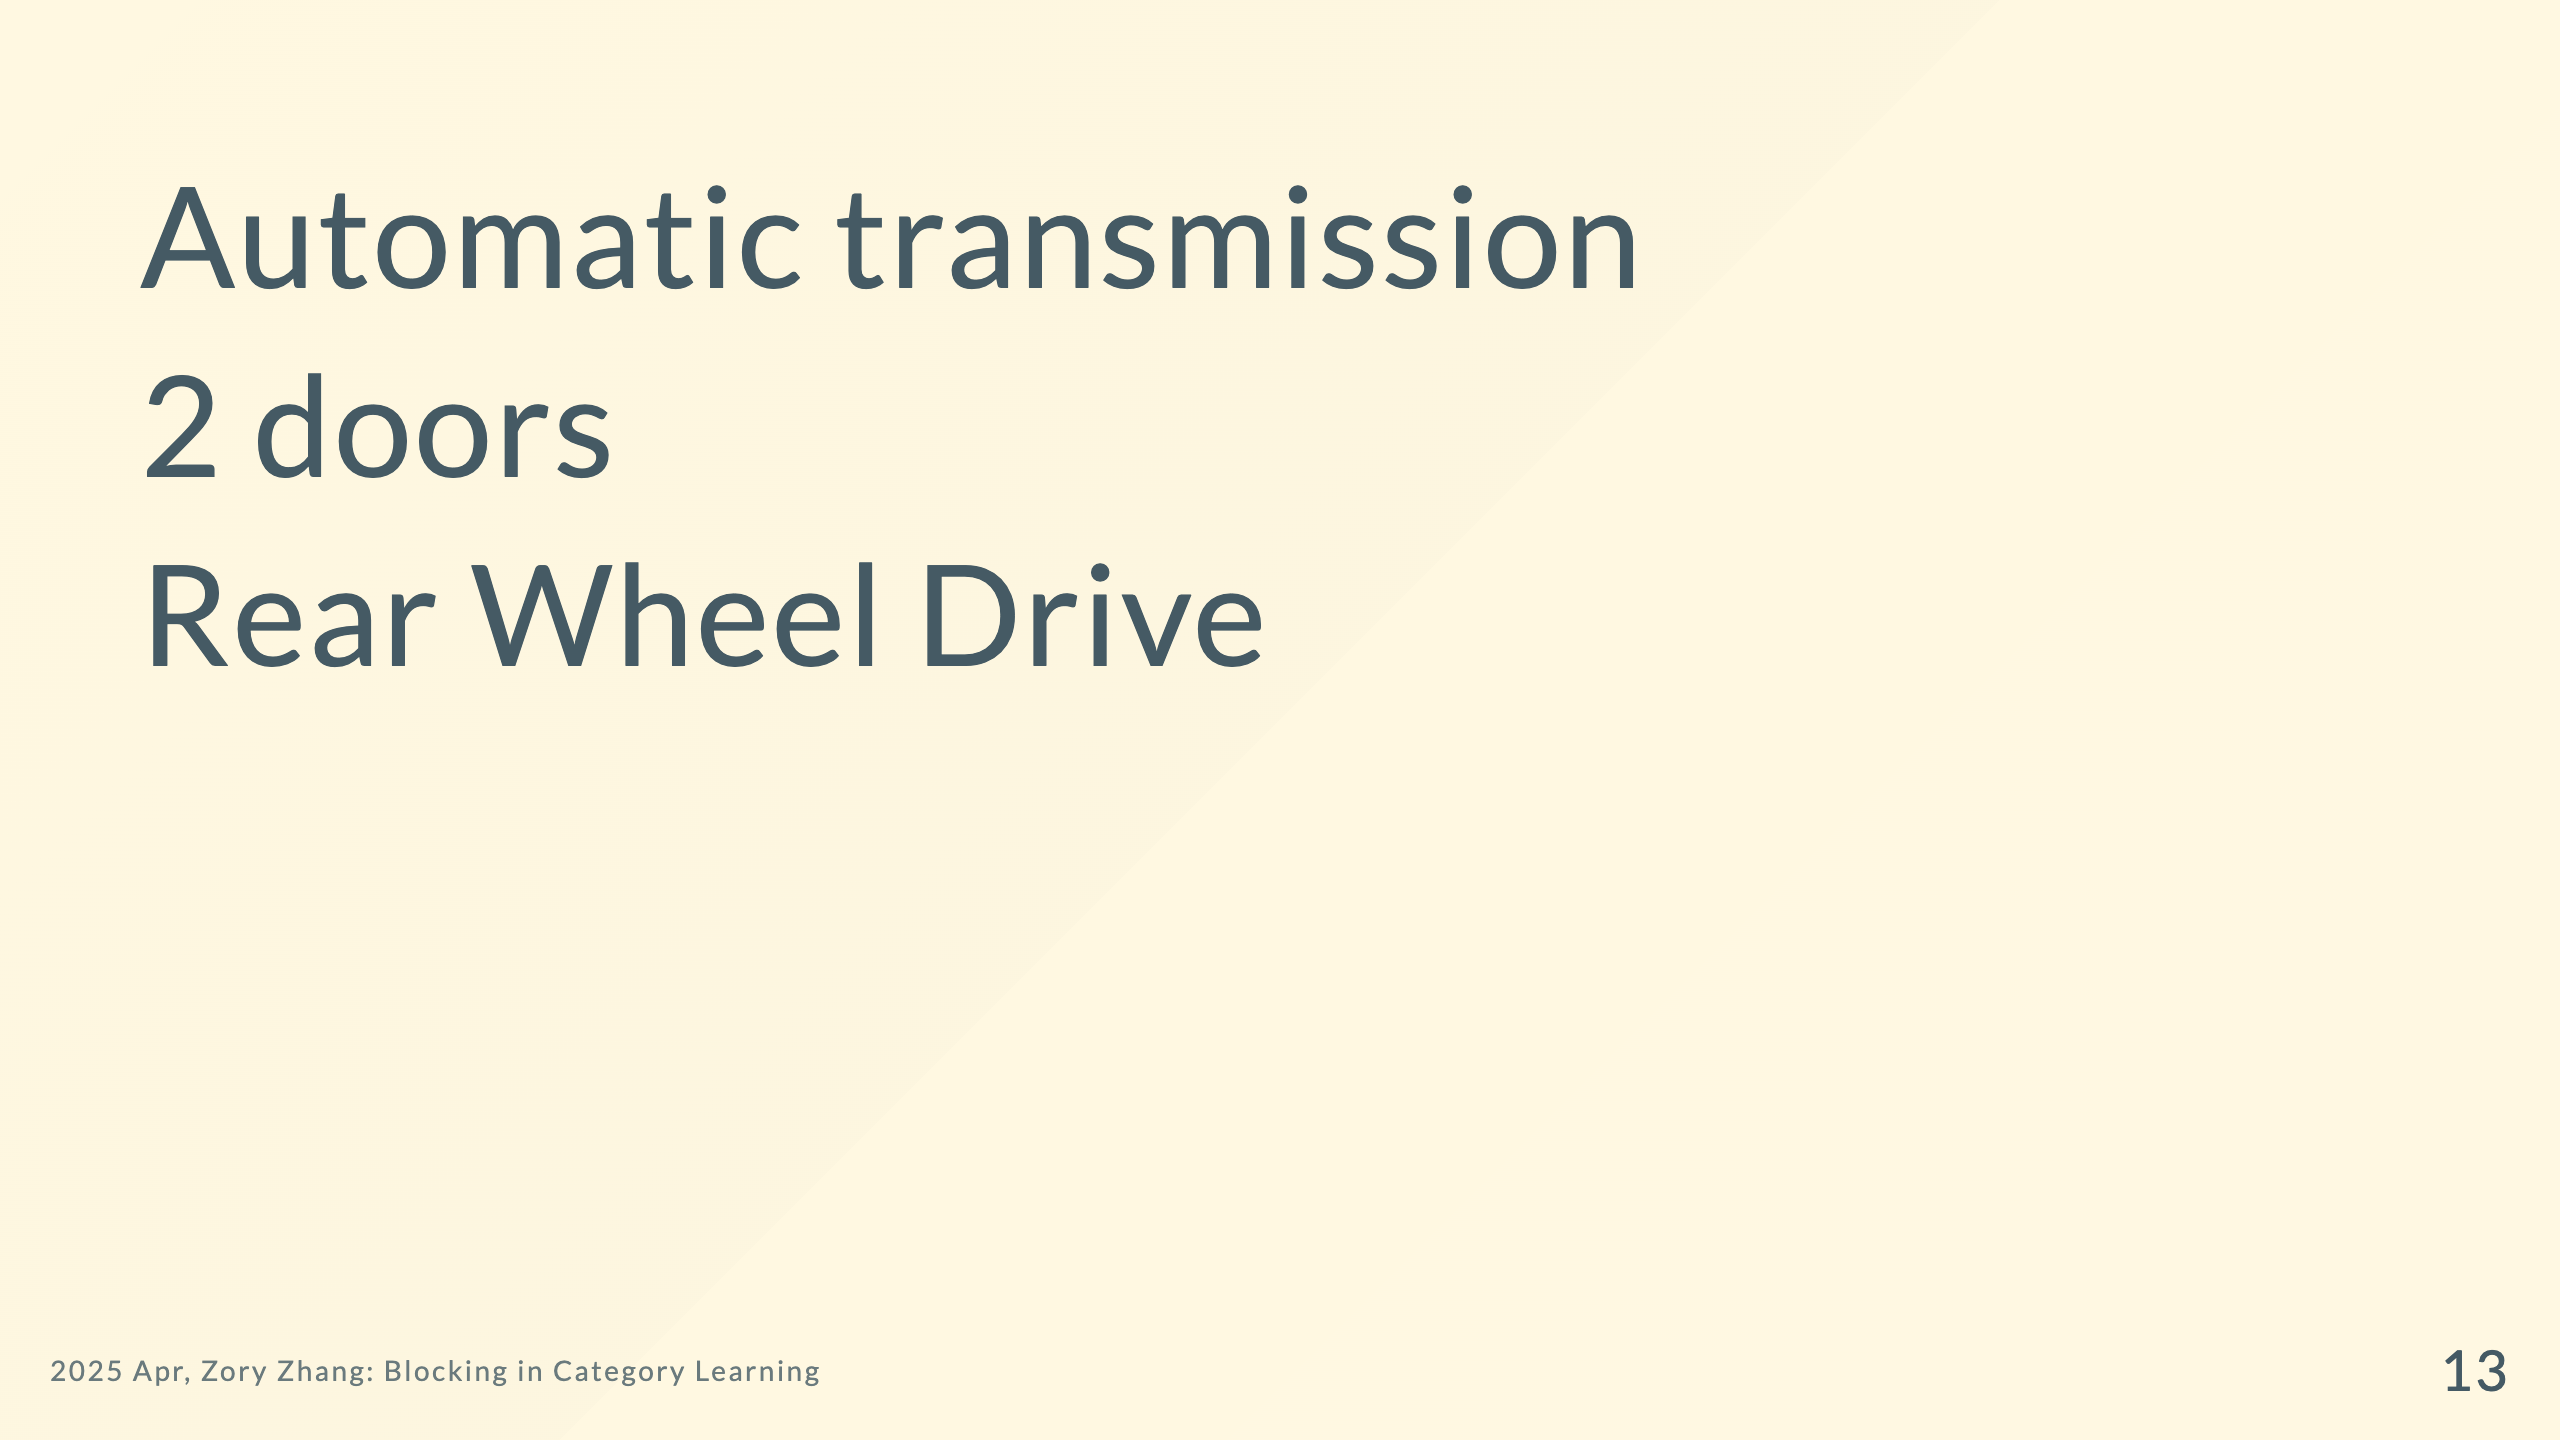 Automatic transmission
2 doors
Rear Wheel Drive
2025 Apr, Zory Zhang: Blocking in Category Learning
13